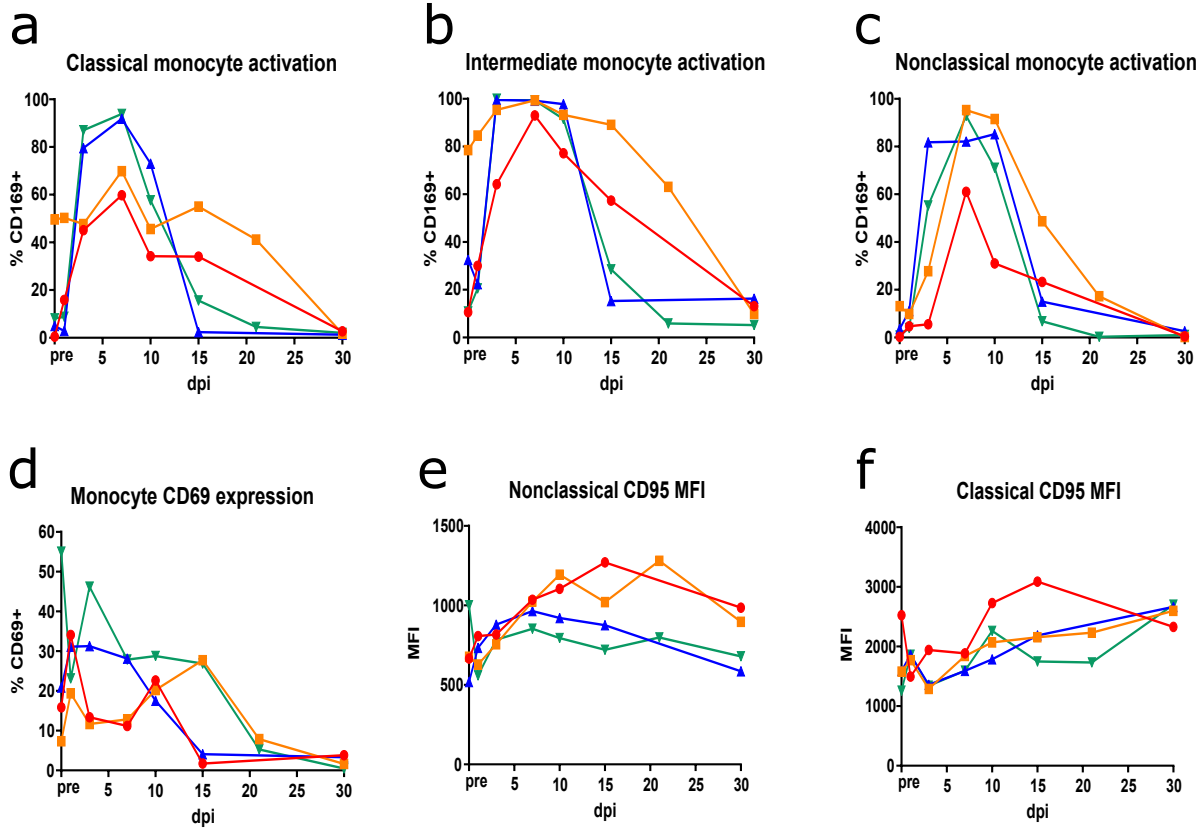 a
Classical monocyte activation
% CD169+
100
80
60
40
20
0
pre 5 10 15 20 25 30
dpi
b
Intermediate monocyte activation
% CD169+
100
80
60
40
20
0
pre 5 10 15 20 25 30
dpi
c
Nonclassical monocyte activation
% CD169+
100
80
60
40
20
0
pre 5 10 15 20 25 30
dpi
d
Monocyte CD69 expression
% CD69+
60
50
40
30
20
10
0
pre 5 10 15 20 25 30
dpi
e
Nonclassical CD95 MFI
MFI
1500
1000
500
0
pre 5 10 15 20 25 30
dpi
f
Classical CD95 MFI
MFI
4000
3000
2000
1000
0
pre 5 10 15 20 25 30
dpi